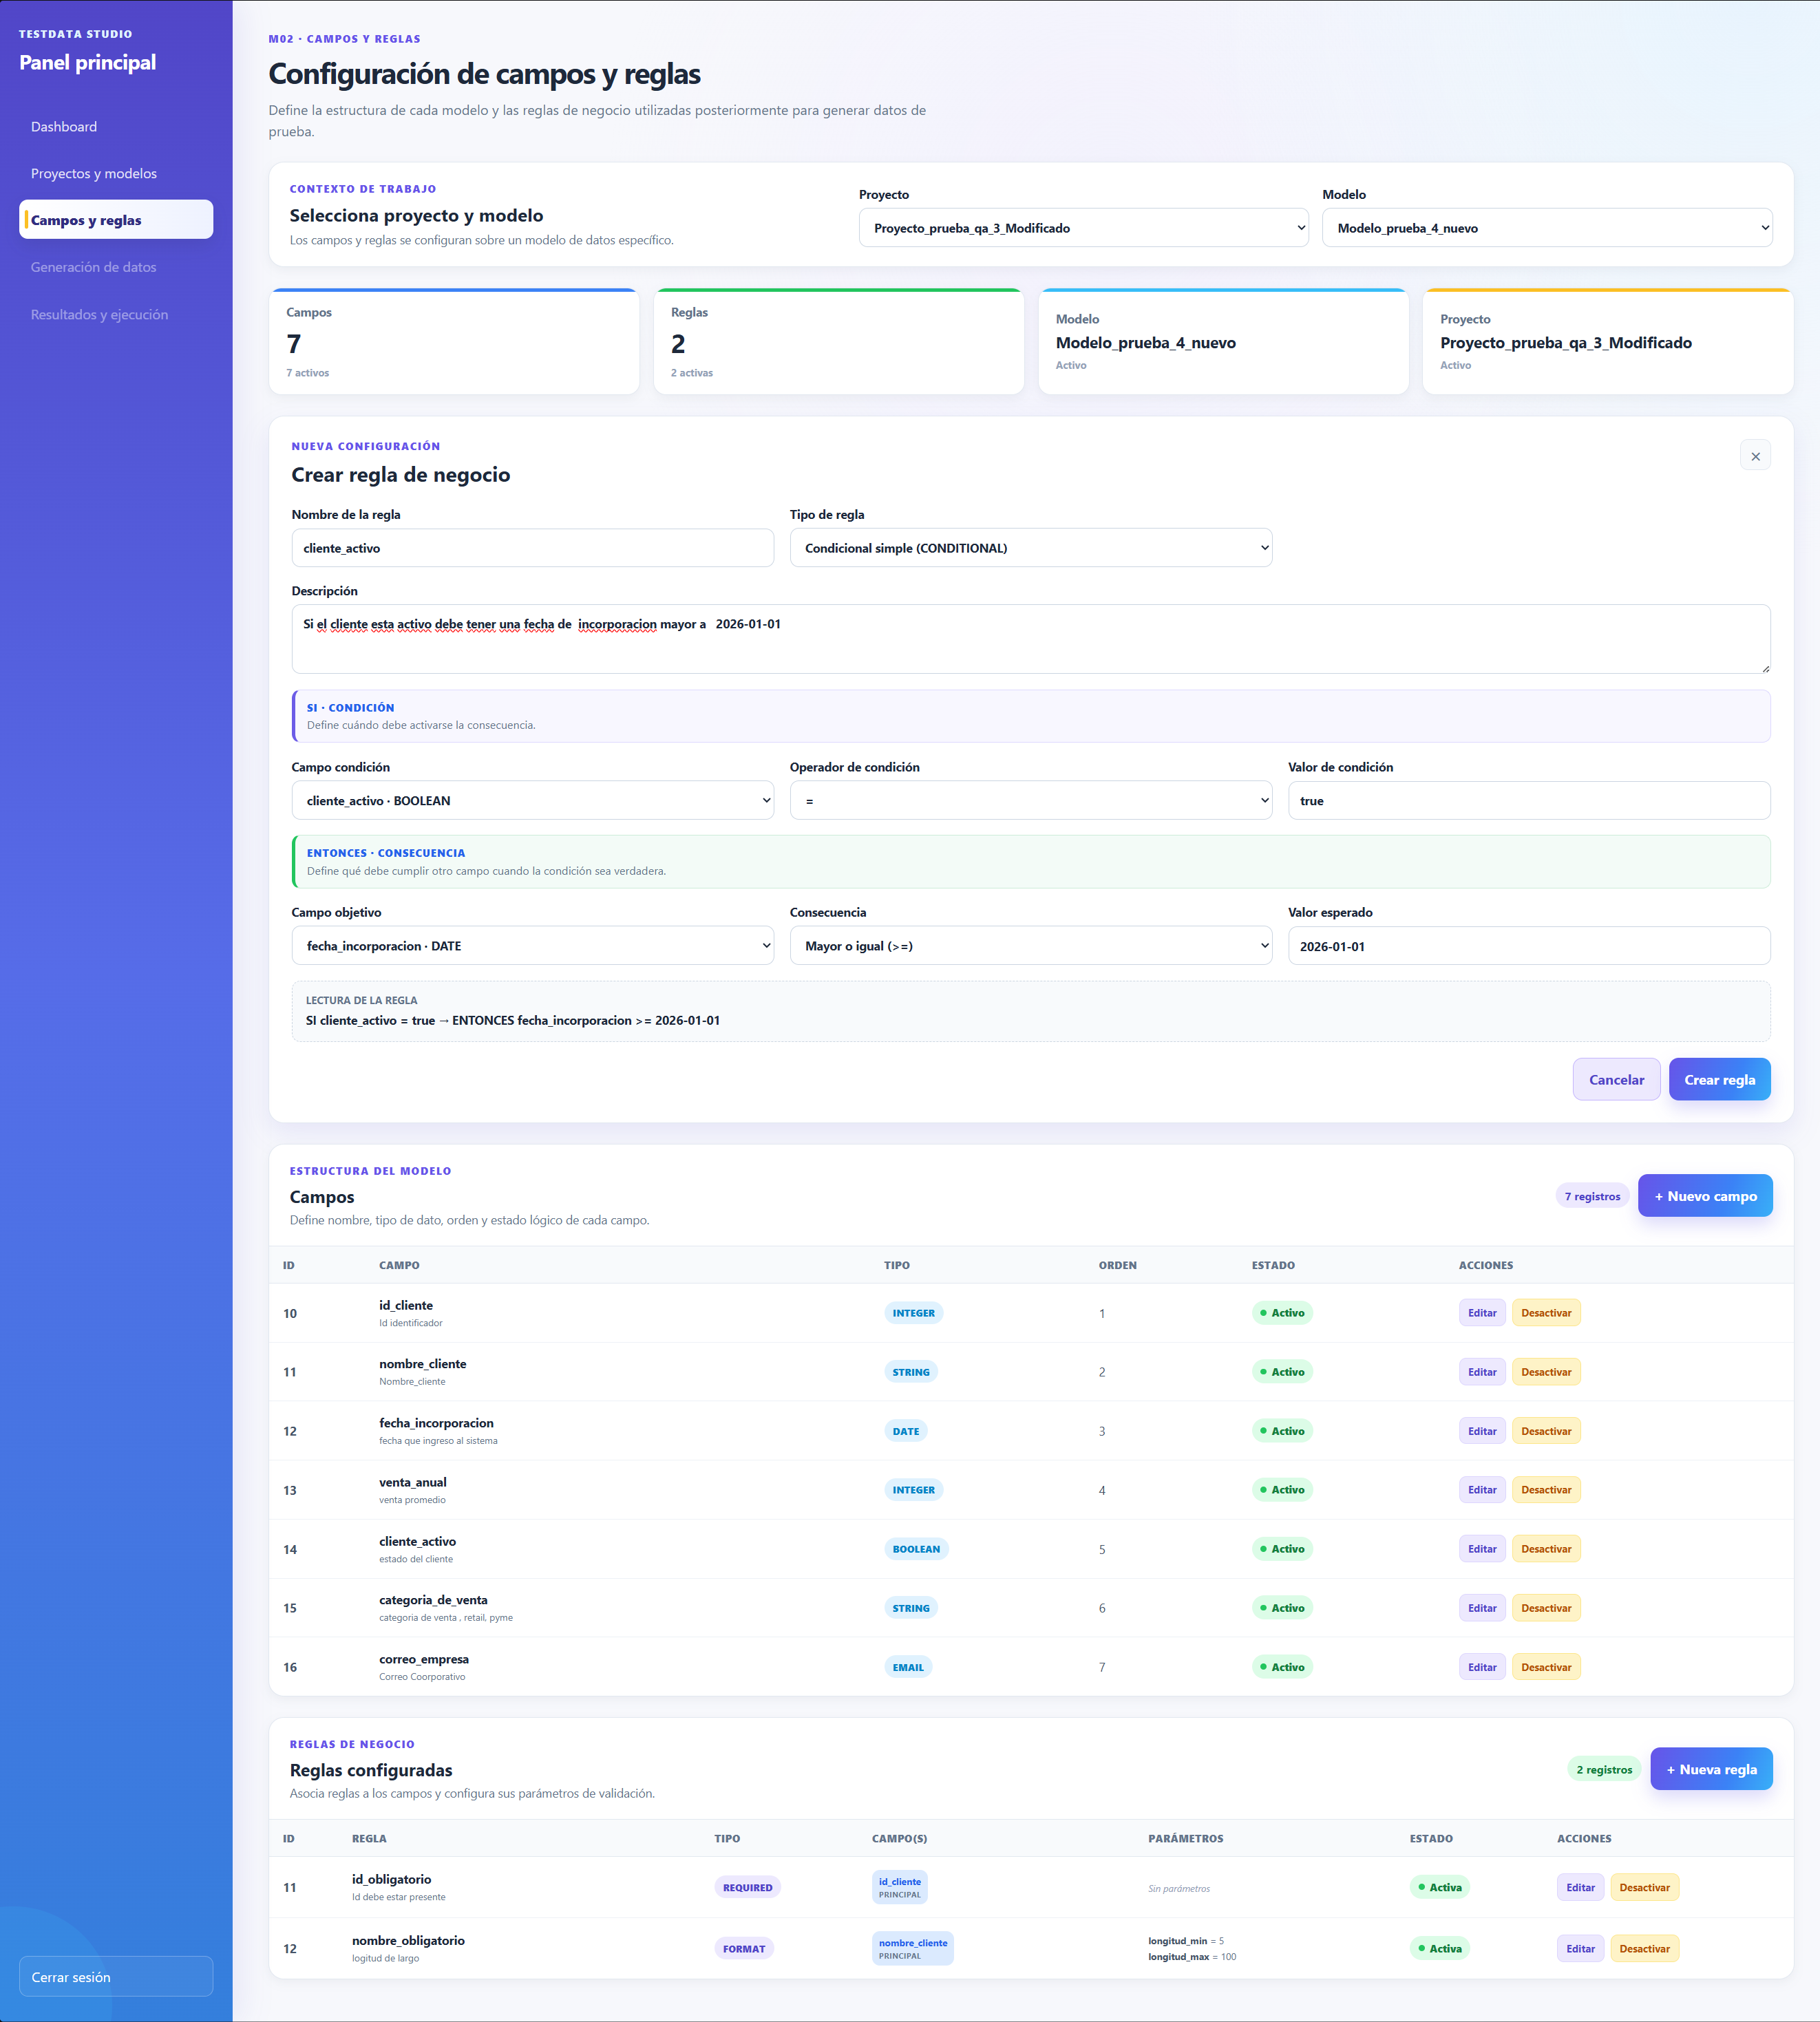 TESTDATA STUDIO
Panel principal
Dashboard
Proyectos y modelos
Campos y reglas
Generación de datos
Resultados y ejecución
Cerrar sesión
M02 · CAMPOS Y REGLAS
Configuración de campos y reglas
Define la estructura de cada modelo y las reglas de negocio utilizadas posteriormente para generar datos de
prueba.
CONTEXTO DE TRABAJO
Selecciona proyecto y modelo
Los campos y reglas se configuran sobre un modelo de datos específico.
Proyecto
Proyecto_prueba_qa_3_Modificado
Modelo
Modelo_prueba_4_nuevo
Campos
7
7 activos
Reglas
2
2 activas
Modelo
Modelo_prueba_4_nuevo
Activo
Proyecto
Proyecto_prueba_qa_3_Modificado
Activo
NUEVA CONFIGURACIÓN
Crear regla de negocio
×
Nombre de la regla
cliente_activo
Tipo de regla
Condicional simple (CONDITIONAL)
Descripción
Si el cliente esta activo debe tener una fecha de  incorporacion mayor a   2026-01-01
SI · CONDICIÓN
Define cuándo debe activarse la consecuencia.
Campo condición
cliente_activo · BOOLEAN
Operador de condición
=
Valor de condición
true
ENTONCES · CONSECUENCIA
Define qué debe cumplir otro campo cuando la condición sea verdadera.
Campo objetivo
fecha_incorporacion · DATE
Consecuencia
Mayor o igual (>=)
Valor esperado
2026-01-01
LECTURA DE LA REGLA
SI cliente_activo = true → ENTONCES fecha_incorporacion >= 2026-01-01
Cancelar
Crear regla
ESTRUCTURA DEL MODELO
Campos
Define nombre, tipo de dato, orden y estado lógico de cada campo.
7 registros
+ Nuevo campo
ID CAMPO TIPO ORDEN ESTADO ACCIONES
10 id_cliente INTEGER 1 Activo Editar Desactivar
Id identificador
11 nombre_cliente STRING 2 Activo Editar Desactivar
Nombre_cliente
12 fecha_incorporacion DATE 3 Activo Editar Desactivar
fecha que ingreso al sistema
13 venta_anual INTEGER 4 Activo Editar Desactivar
venta promedio
14 cliente_activo BOOLEAN 5 Activo Editar Desactivar
estado del cliente
15 categoria_de_venta STRING 6 Activo Editar Desactivar
categoria de venta , retail, pyme
16 correo_empresa EMAIL 7 Activo Editar Desactivar
Correo Coorporativo
REGLAS DE NEGOCIO
Reglas configuradas
Asocia reglas a los campos y configura sus parámetros de validación.
2 registros
+ Nueva regla
ID REGLA TIPO CAMPO(S) PARÁMETROS ESTADO ACCIONES
11 id_obligatorio REQUIRED id_cliente Sin parámetros Activa Editar Desactivar
Id debe estar presente PRINCIPAL
12 nombre_obligatorio FORMAT nombre_cliente longitud_min = 5 Activa Editar Desactivar
logitud de largo PRINCIPAL longitud_max = 100